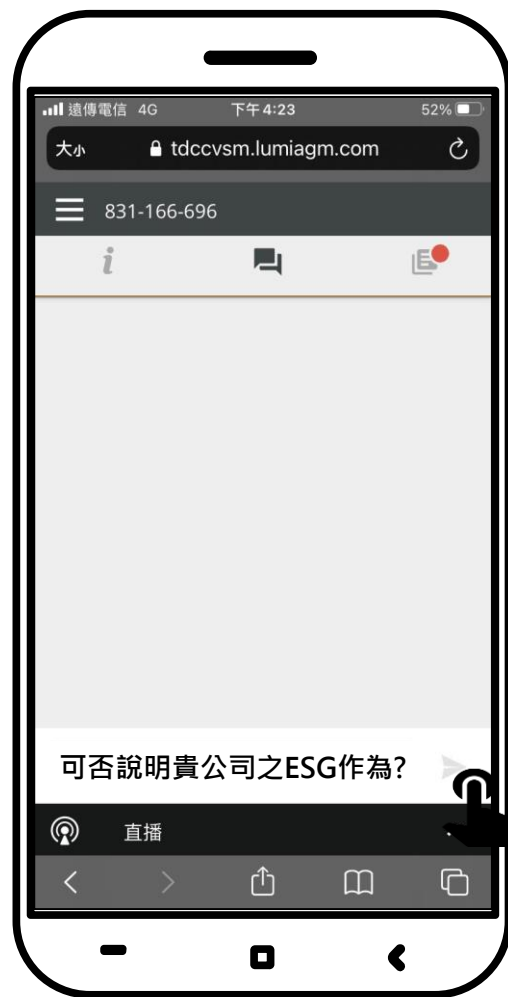 遠傳電信 4G 下午4:23 52%
大小 tdccvsm.lumiagm.com
831-166-696
i
可否說明貴公司之ESG作為?
直播